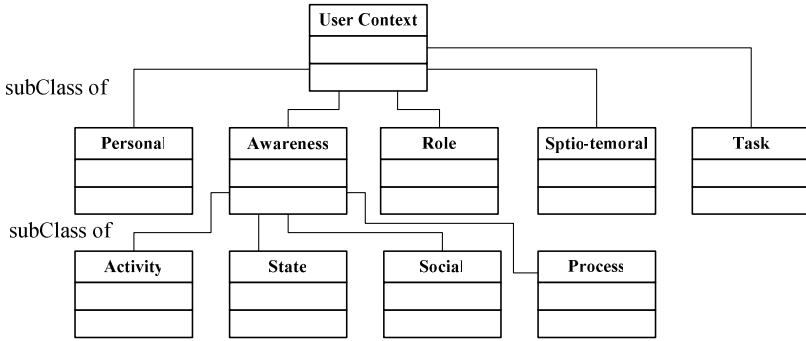 User Context
subClass of
Personal Awareness Role Sptio-temoral Task
subClass of
Activity State Social Process